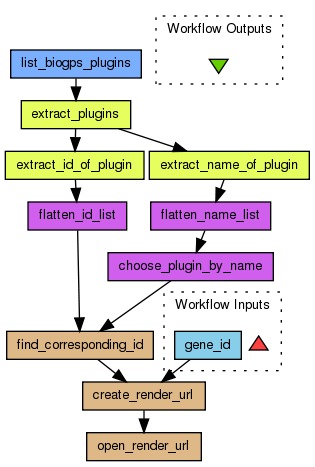 Workflow Outputs
list_biogps_plugins
extract_plugins
extract_id_of_plugin
extract_name_of_plugin
flatten_id_list
flatten_name_list
choose_plugin_by_name
Workflow Inputs
find_corresponding_id
gene_id
create_render_url
open_render_url